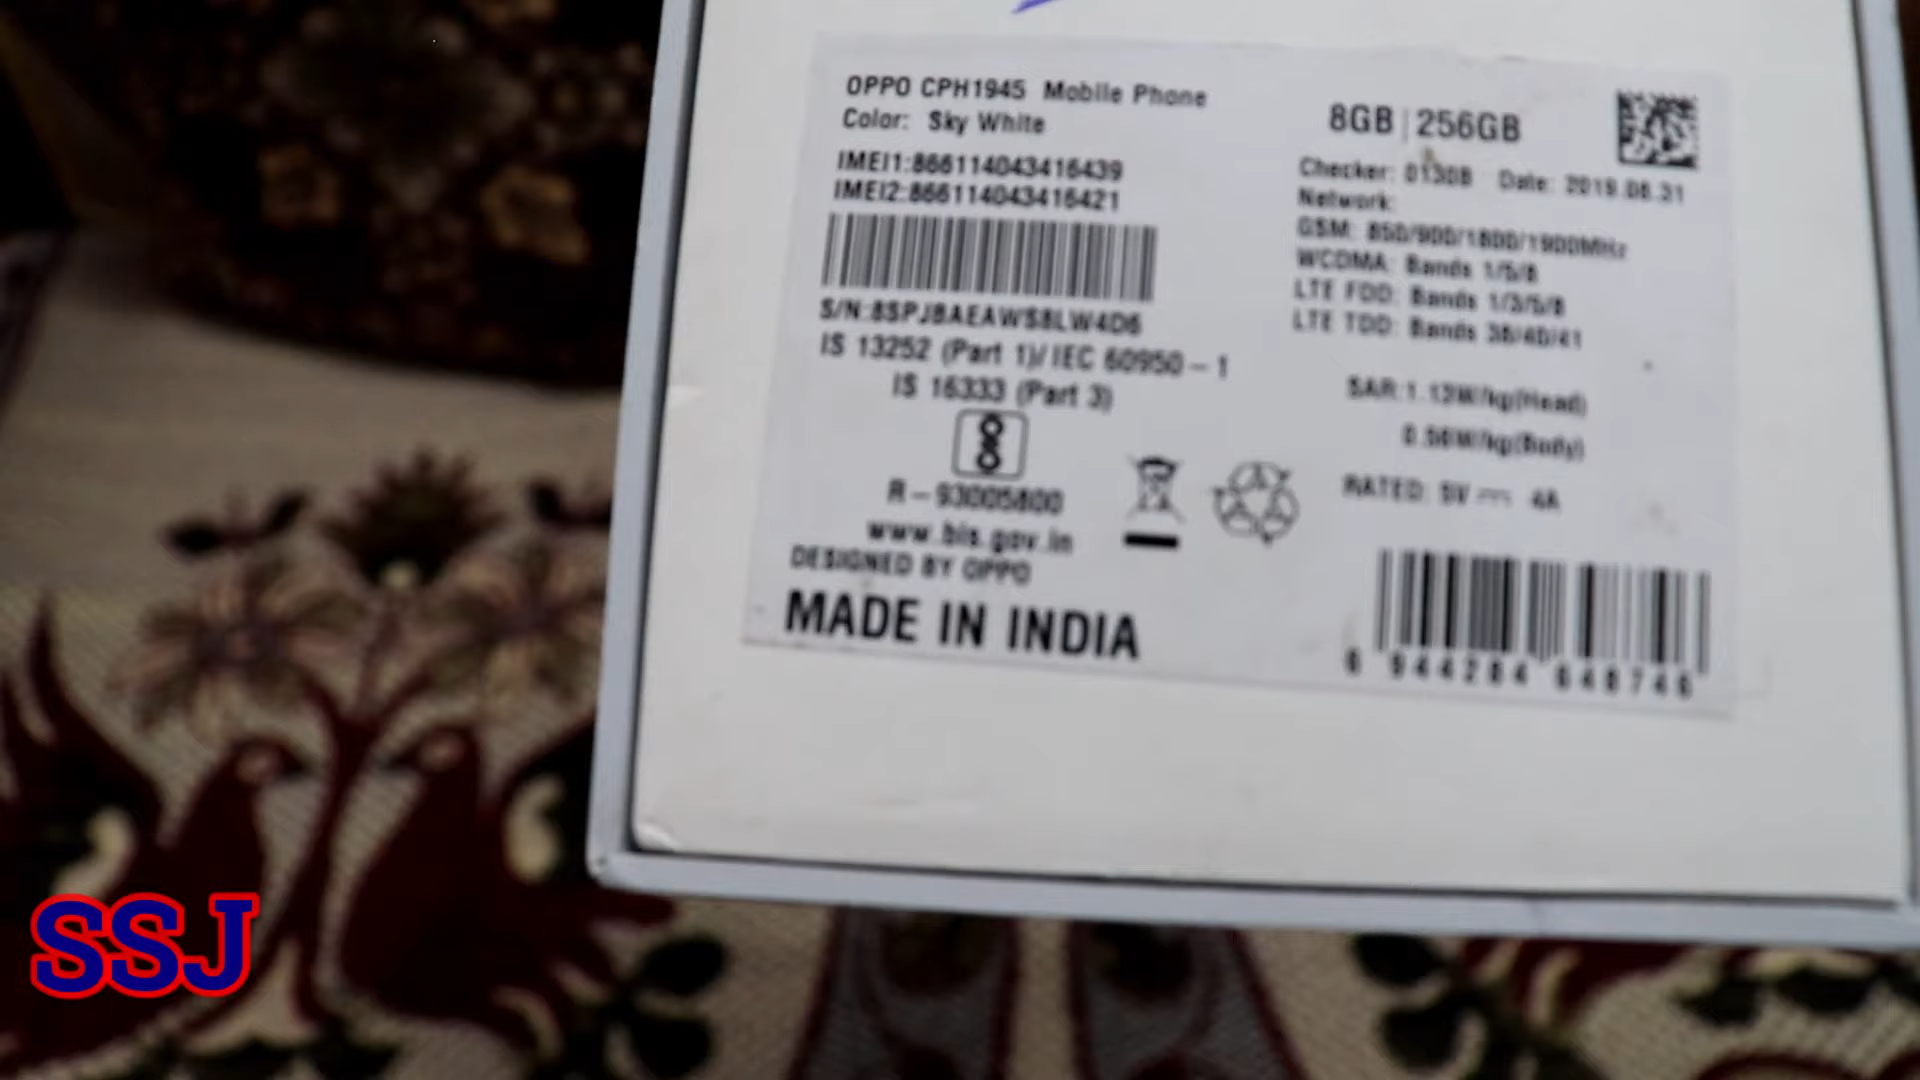 OPPO CPH1945 Mobile Phone
Color: Sky White
IMEI1:866114043416439
IMEI2:866114043416421
S/N:8SPJBAEAWS8LW4D6
IS 13252 (Part 1)/IEC 60950-1
IS 16333 (Part 3)
R-93005800
www.bis.gov.in
DESIGNED BY OPPO
MADE IN INDIA
8GB | 256GB
Checker: 01308 Date: 2019.08.31
Network:
GSM: 850/900/1800/1900MHz
WCDMA: Bands 1/5/8
LTE FDD: Bands 1/3/5/8
LTE TDD: Bands 38/40/41
SAR:1.13W/kg(Head)
0.56W/kg(Body)
RATED: 5V 4A
6 944284 648746
SSJ